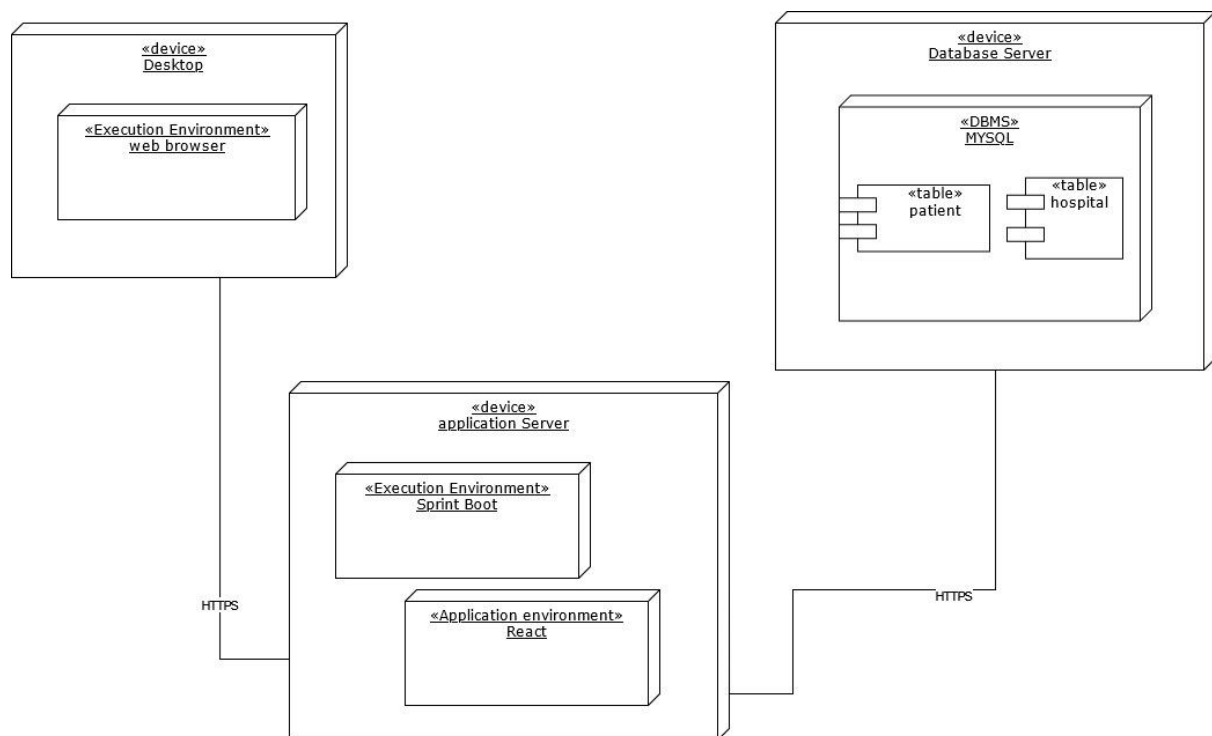 «device»
Desktop
«Execution Environment»
web browser
«device»
Database Server
«DBMS»
MYSQL
«table»
patient
«table»
hospital
«device»
application Server
«Execution Environment»
Sprint Boot
«Application environment»
React
HTTPS
HTTPS